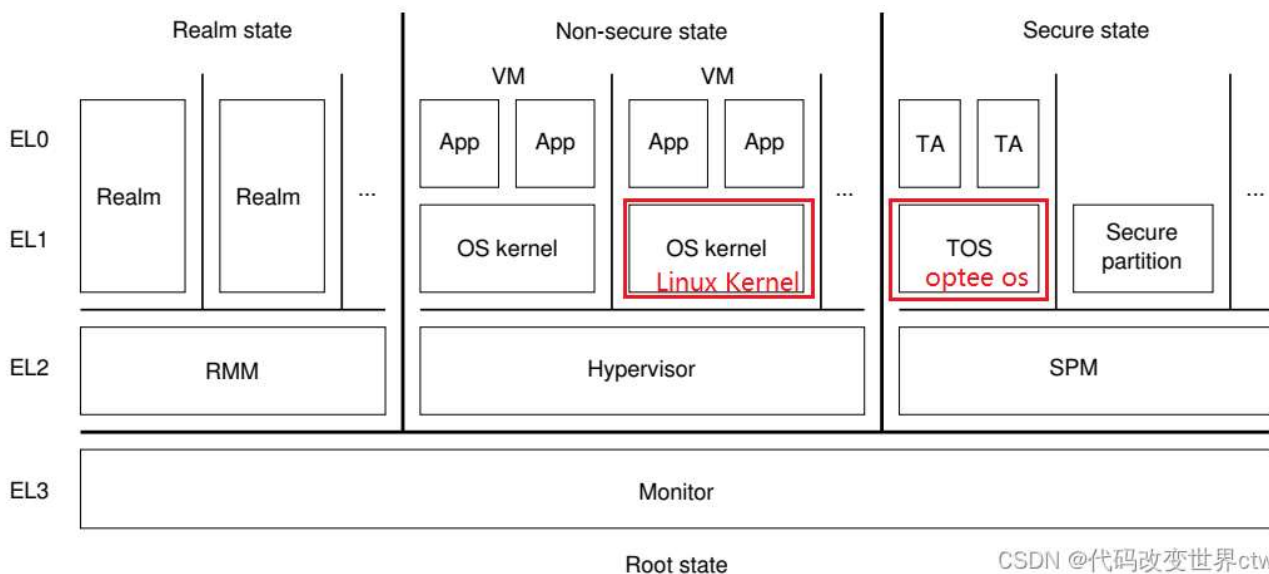 Realm state
Non-secure state
Secure state
VM
VM
EL0
App
App
App
App
TA
TA
Realm
Realm
...
...
...
EL1
OS kernel
OS kernel
Linux Kernel
TOS
optee os
Secure
partition
EL2
RMM
Hypervisor
SPM
EL3
Monitor
Root state
CSDN @代码改变世界ctw